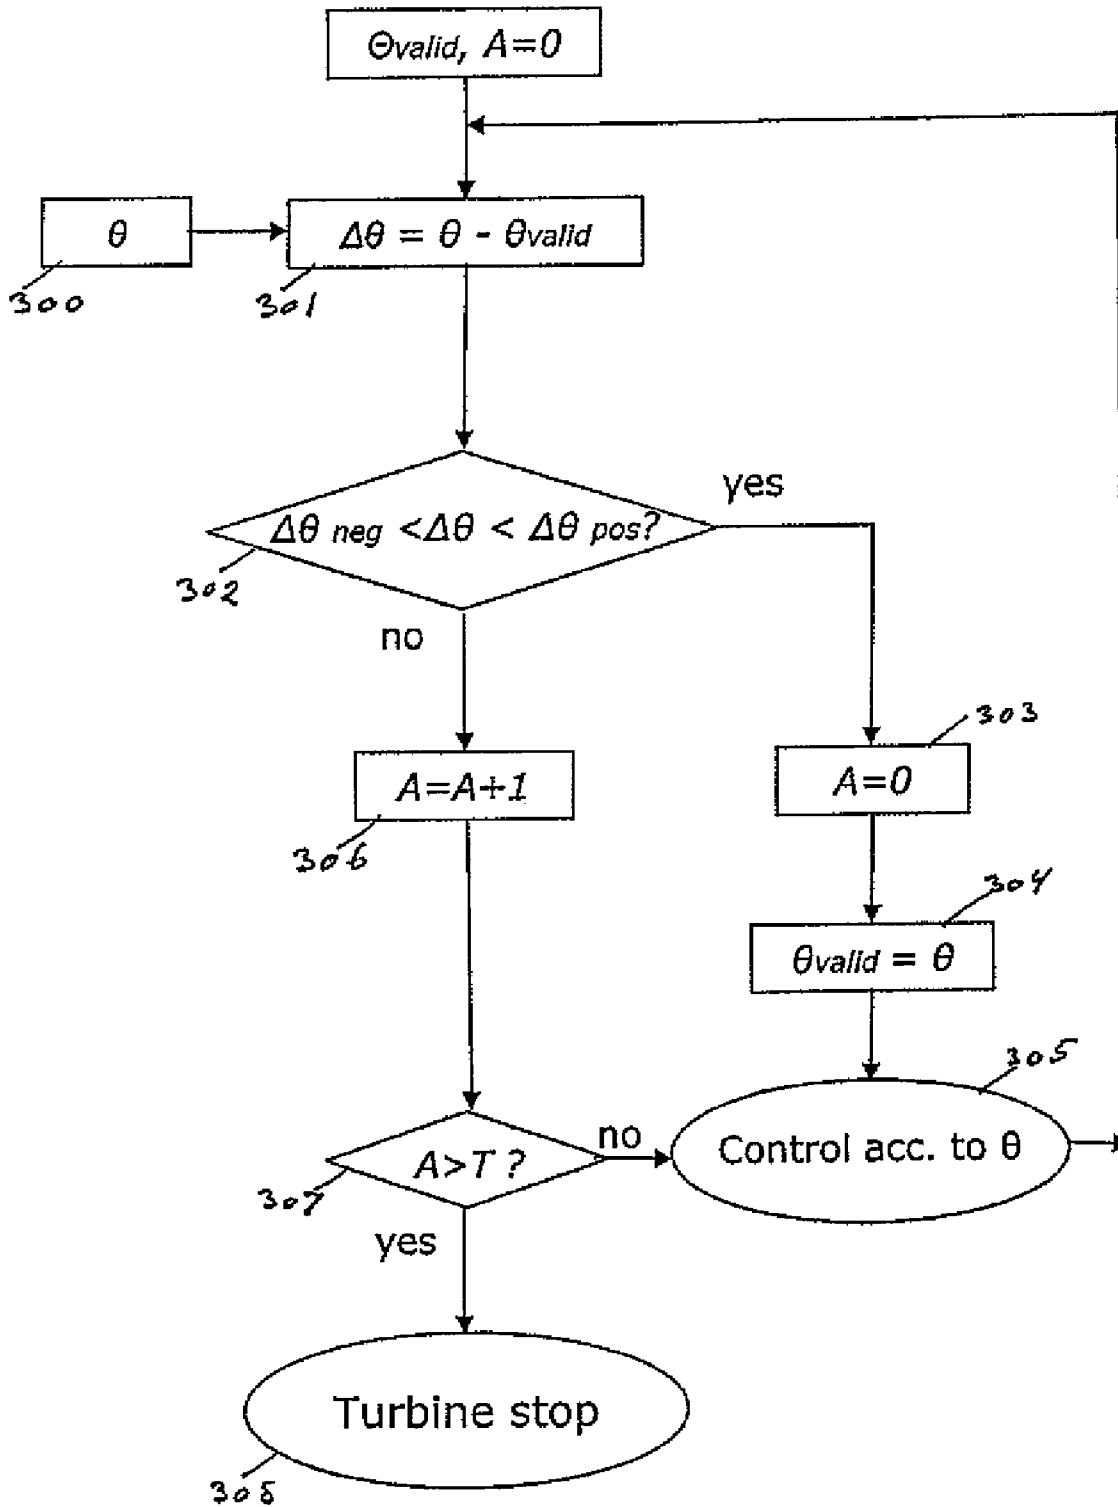 Θvalid, A=0
θ
Δθ = θ - θvalid
300
301
yes
Δθ neg <Δθ < Δθ pos?
302
no
303
A=A+1
A=0
306
304
θvalid = θ
305
no
Control acc. to θ
A>T ?
307
yes
Turbine stop
308